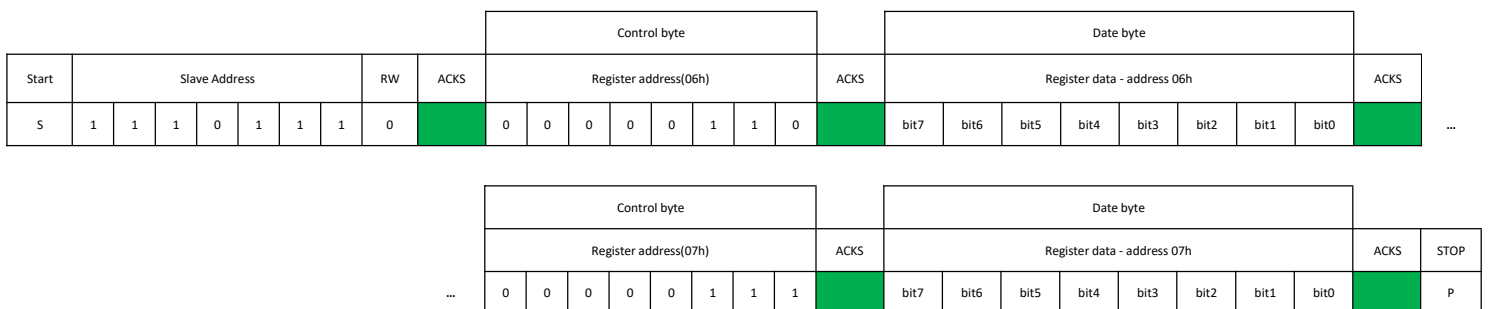 Control byte Date byte
Start Slave Address RW ACKS Register address(06h) ACKS Register data - address 06h ACKS
S 1 1 1 0 1 1 1 0 0 0 0 0 0 1 1 0 bit7 bit6 bit5 bit4 bit3 bit2 bit1 bit0 ...
Control byte Date byte
Register address(07h) ACKS Register data - address 07h ACKS STOP
... 0 0 0 0 0 1 1 1 bit7 bit6 bit5 bit4 bit3 bit2 bit1 bit0 P